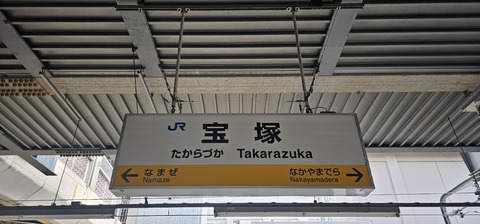 JR 宝塚
たからづか Takarazuka
← なまぜ なかやまでら →
Namaze Nakayamadera